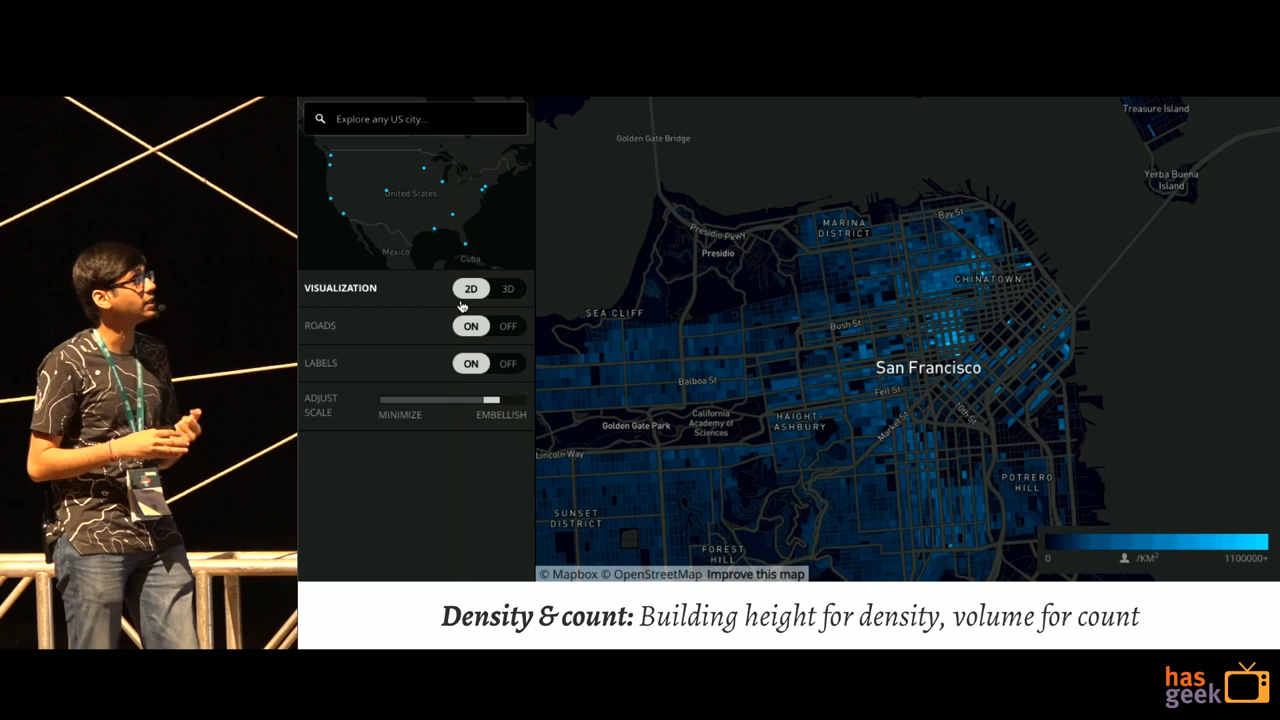 Explore any US city...
United States
Mexico
Cuba
VISUALIZATION
2D 3D
ROADS
ON OFF
LABELS
ON OFF
ADJUST
SCALE
MINIMIZE EMBELLISH
Golden Gate Bridge
Treasure Island
Yerba Buena
Island
MARINA
DISTRICT
Bay St
Presidio Pkwy
Presidio
CHINATOWN
SEA CLIFF
Bush St
San Francisco
Balboa St
Fell St
California
Academy of
Sciences
Golden Gate Park
HAIGHT-
ASHBURY
Market St
10th St
Lincoln Way
SUNSET
DISTRICT
POTRERO
HILL
FOREST
HILL
0 /KM²
1100000+
© Mapbox © OpenStreetMap Improve this map
Density & count: Building height for density, volume for count
has
geek